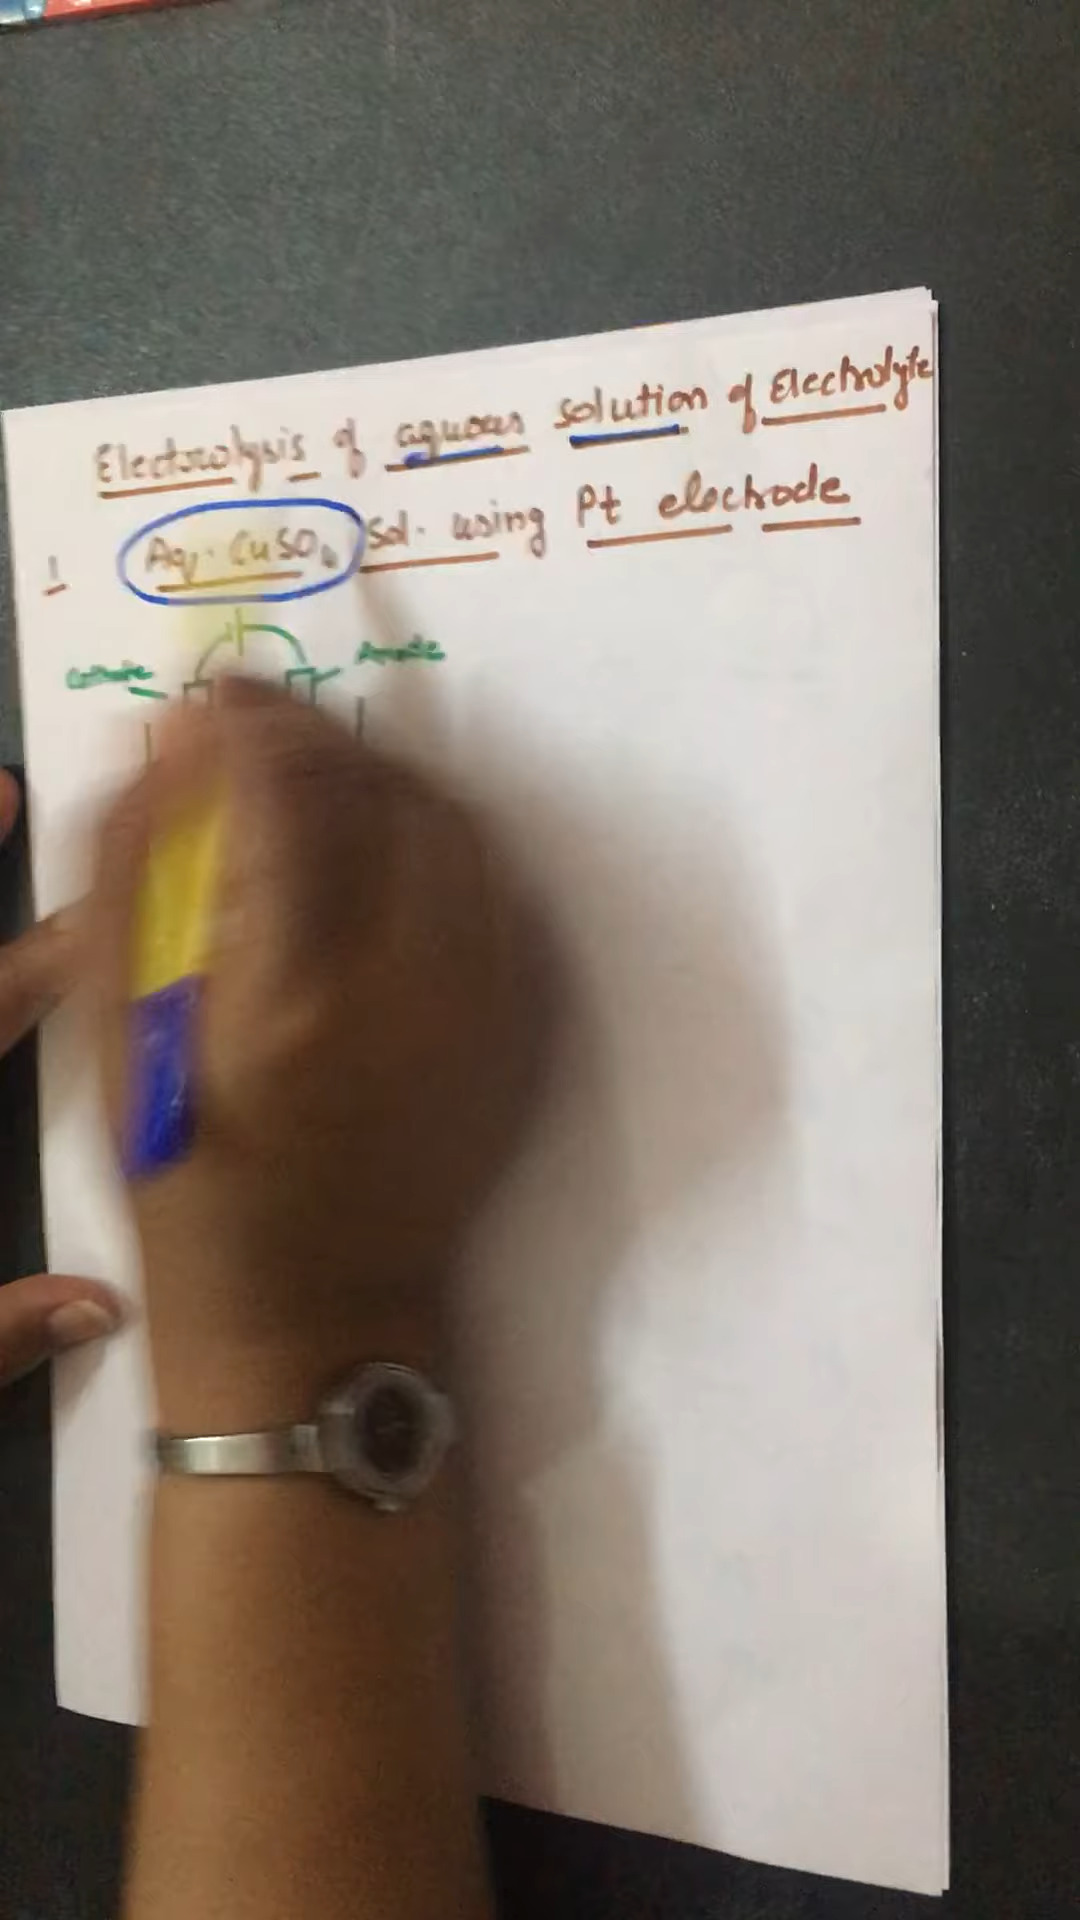 Electrolysis of aqueous solution of Electrolyte
1 Aq. CuSO4 Sol. using Pt electrode
Cathode Anode